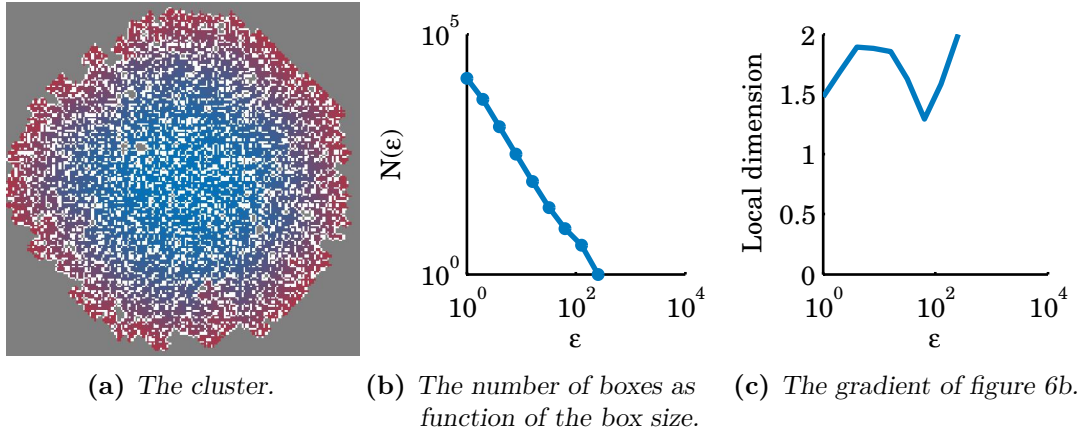 10^5
N(ε)
10^0
10^0 10^2 10^4
ε
2
1.5
1
0.5
0
Local dimension
10^0 10^2 10^4
ε
(a) The cluster.
(b) The number of boxes as
function of the box size.
(c) The gradient of figure 6b.